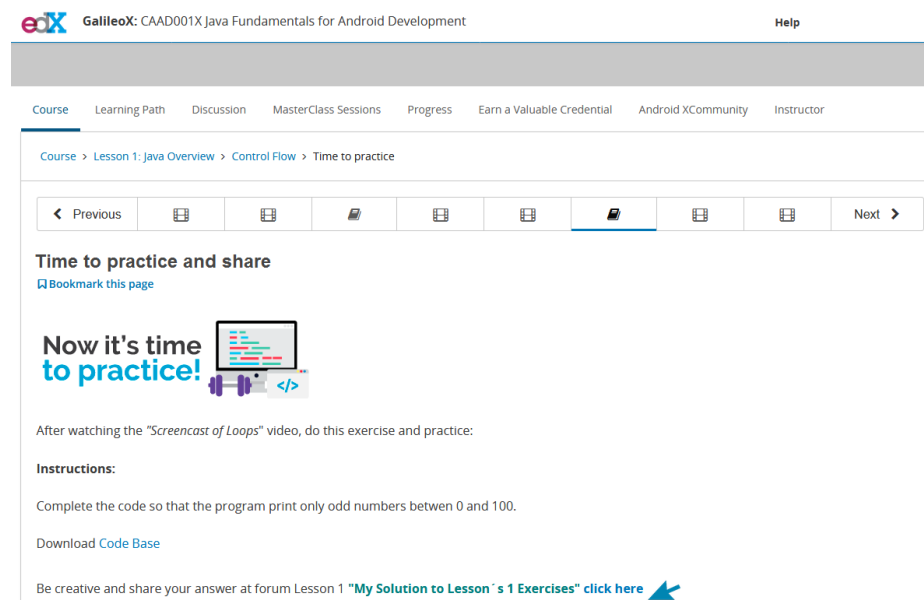 edX GalileoX: CAAD001X Java Fundamentals for Android Development Help
Course Learning Path Discussion MasterClass Sessions Progress Earn a Valuable Credential Android XCommunity Instructor
Course > Lesson 1: Java Overview > Control Flow > Time to practice
Previous Next
Time to practice and share
Bookmark this page
Now it's time
to practice!
</>
After watching the "Screencast of Loops" video, do this exercise and practice:
Instructions:
Complete the code so that the program print only odd numbers betwen 0 and 100.
Download Code Base
Be creative and share your answer at forum Lesson 1 "My Solution to Lesson´s 1 Exercises" click here